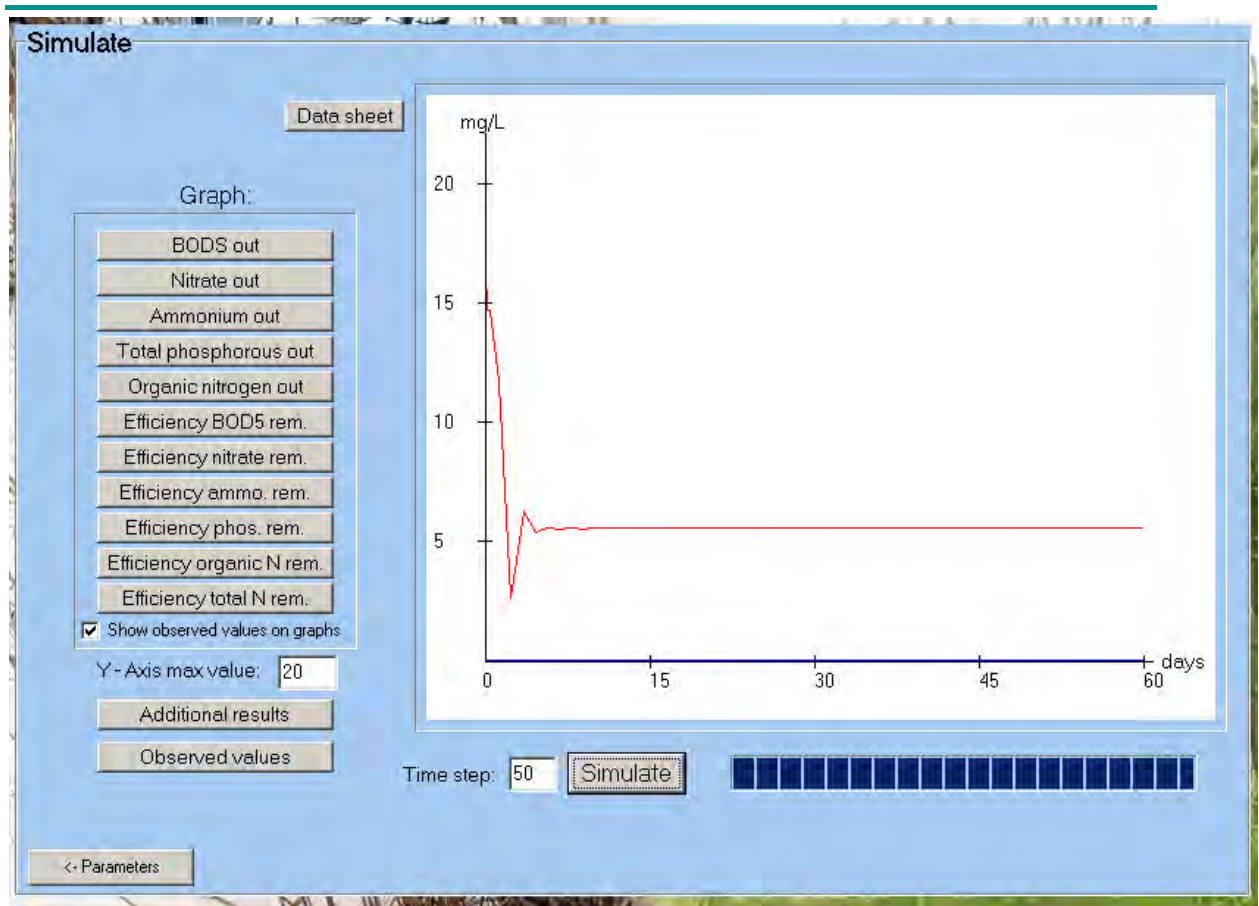 Simulate
Data sheet
Graph:
BODS out
Nitrate out
Ammonium out
Total phosphorous out
Organic nitrogen out
Efficiency BOD5 rem.
Efficiency nitrate rem.
Efficiency ammo. rem.
Efficiency phos. rem.
Efficiency organic N rem.
Efficiency total N rem.
Show observed values on graphs
Y - Axis max value: 20
Additional results
Observed values
mg/L
20
15
10
5
0 15 30 45 60 days
Time step: 50 Simulate
<- Parameters